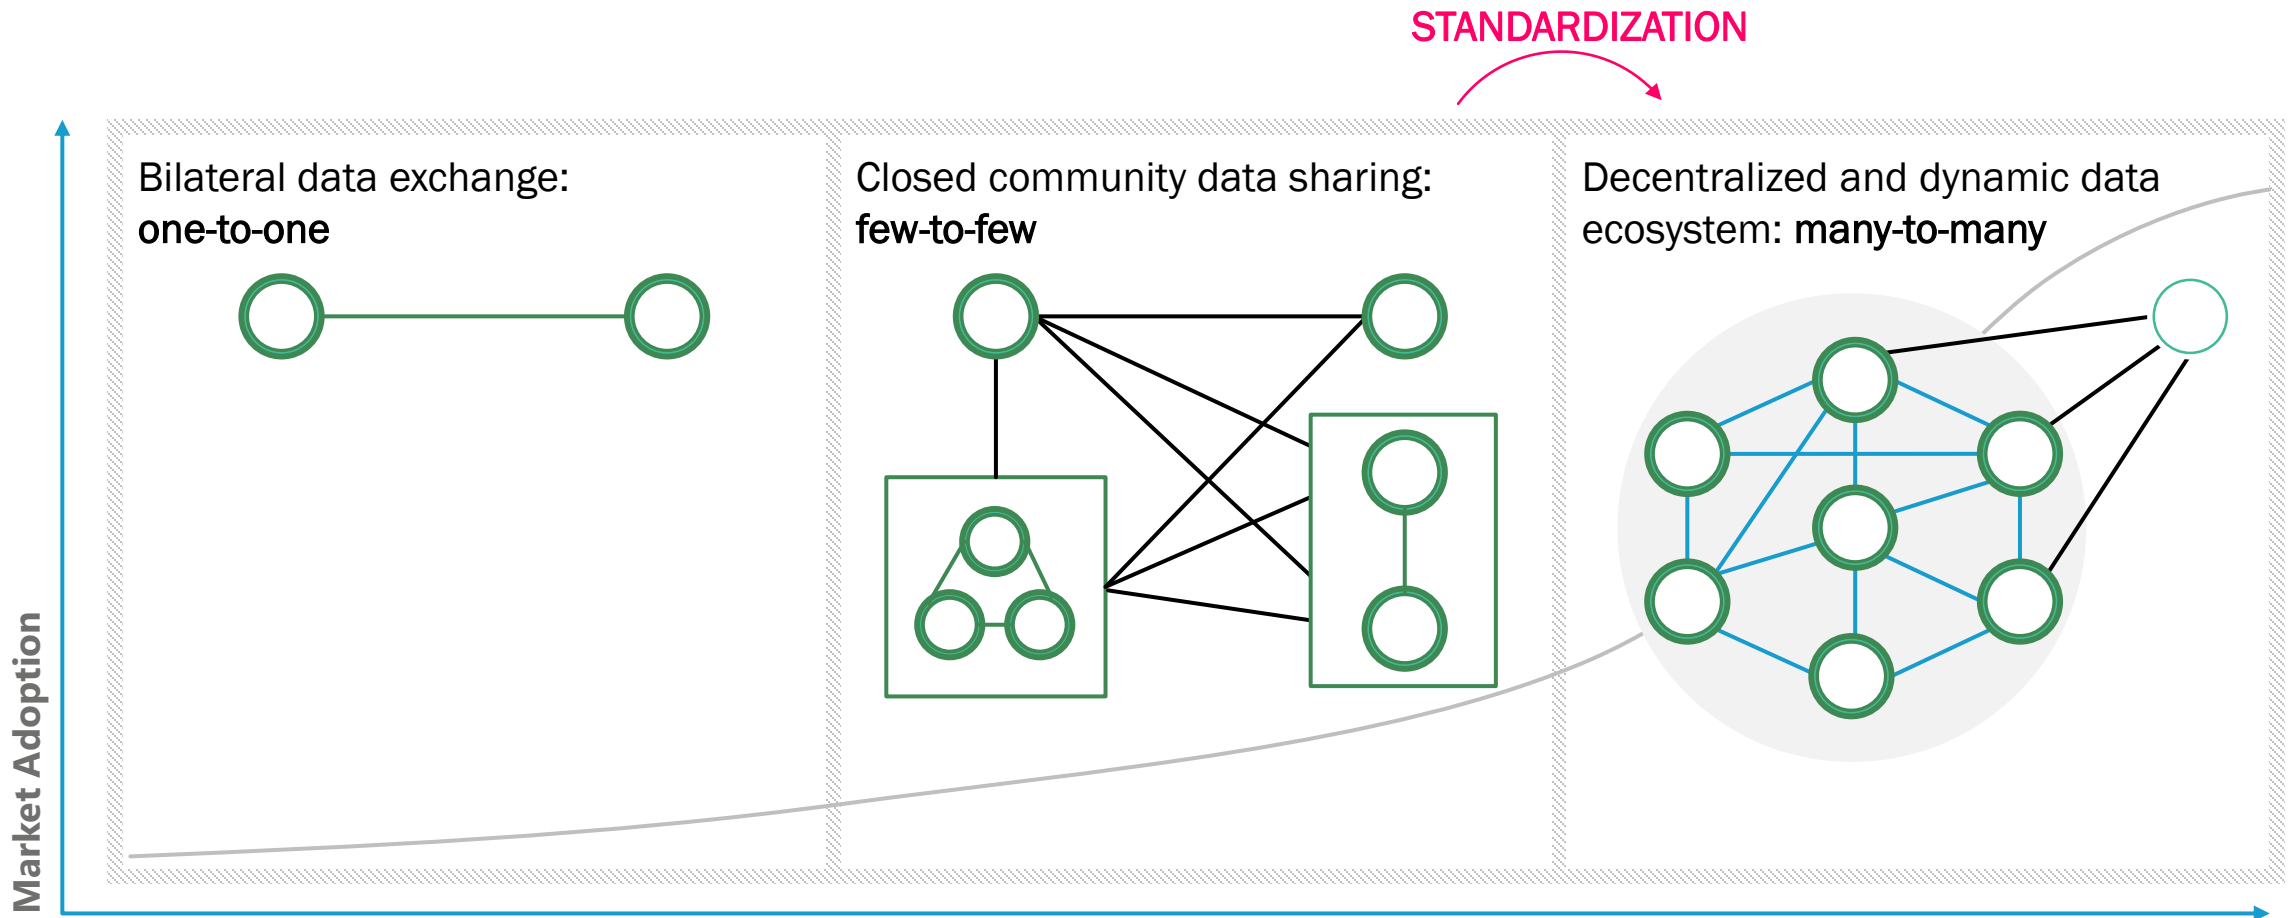 STANDARDIZATION
Bilateral data exchange:
one-to-one
Closed community data sharing:
few-to-few
Decentralized and dynamic data
ecosystem: many-to-many
Market Adoption